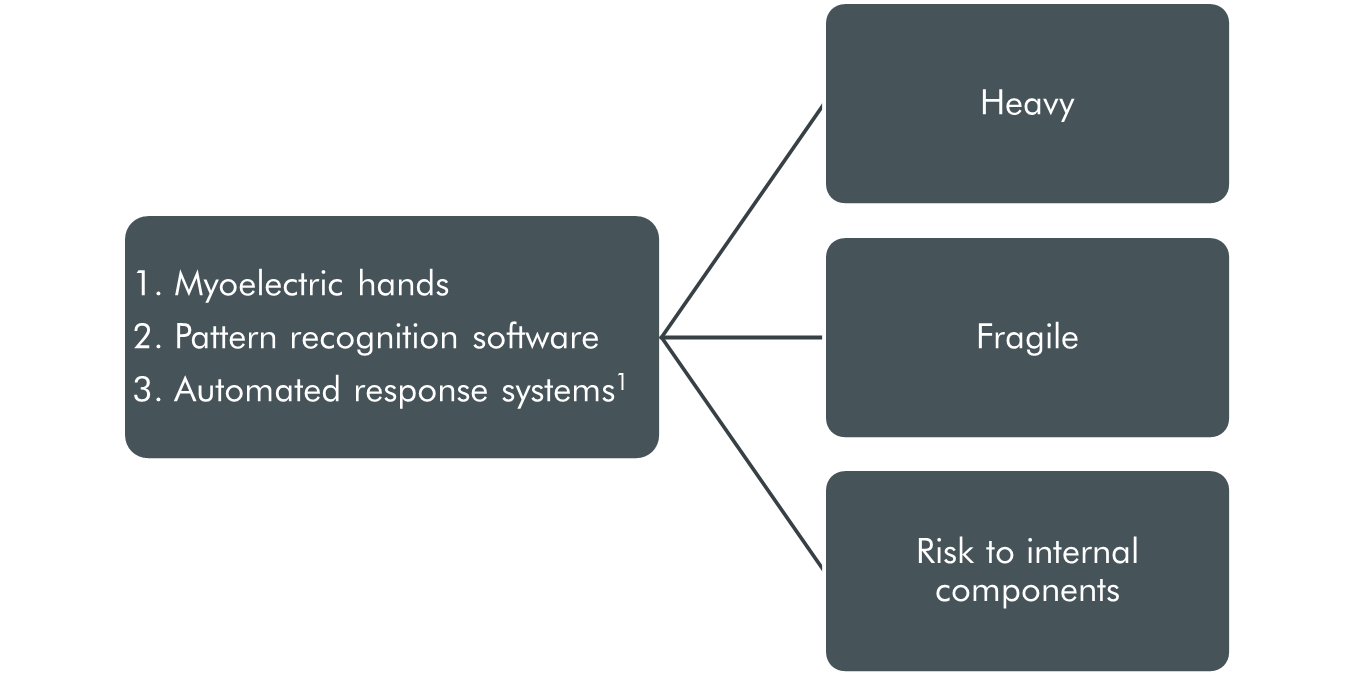 1. Myoelectric hands
2. Pattern recognition software
3. Automated response systems¹
Heavy
Fragile
Risk to internal
components